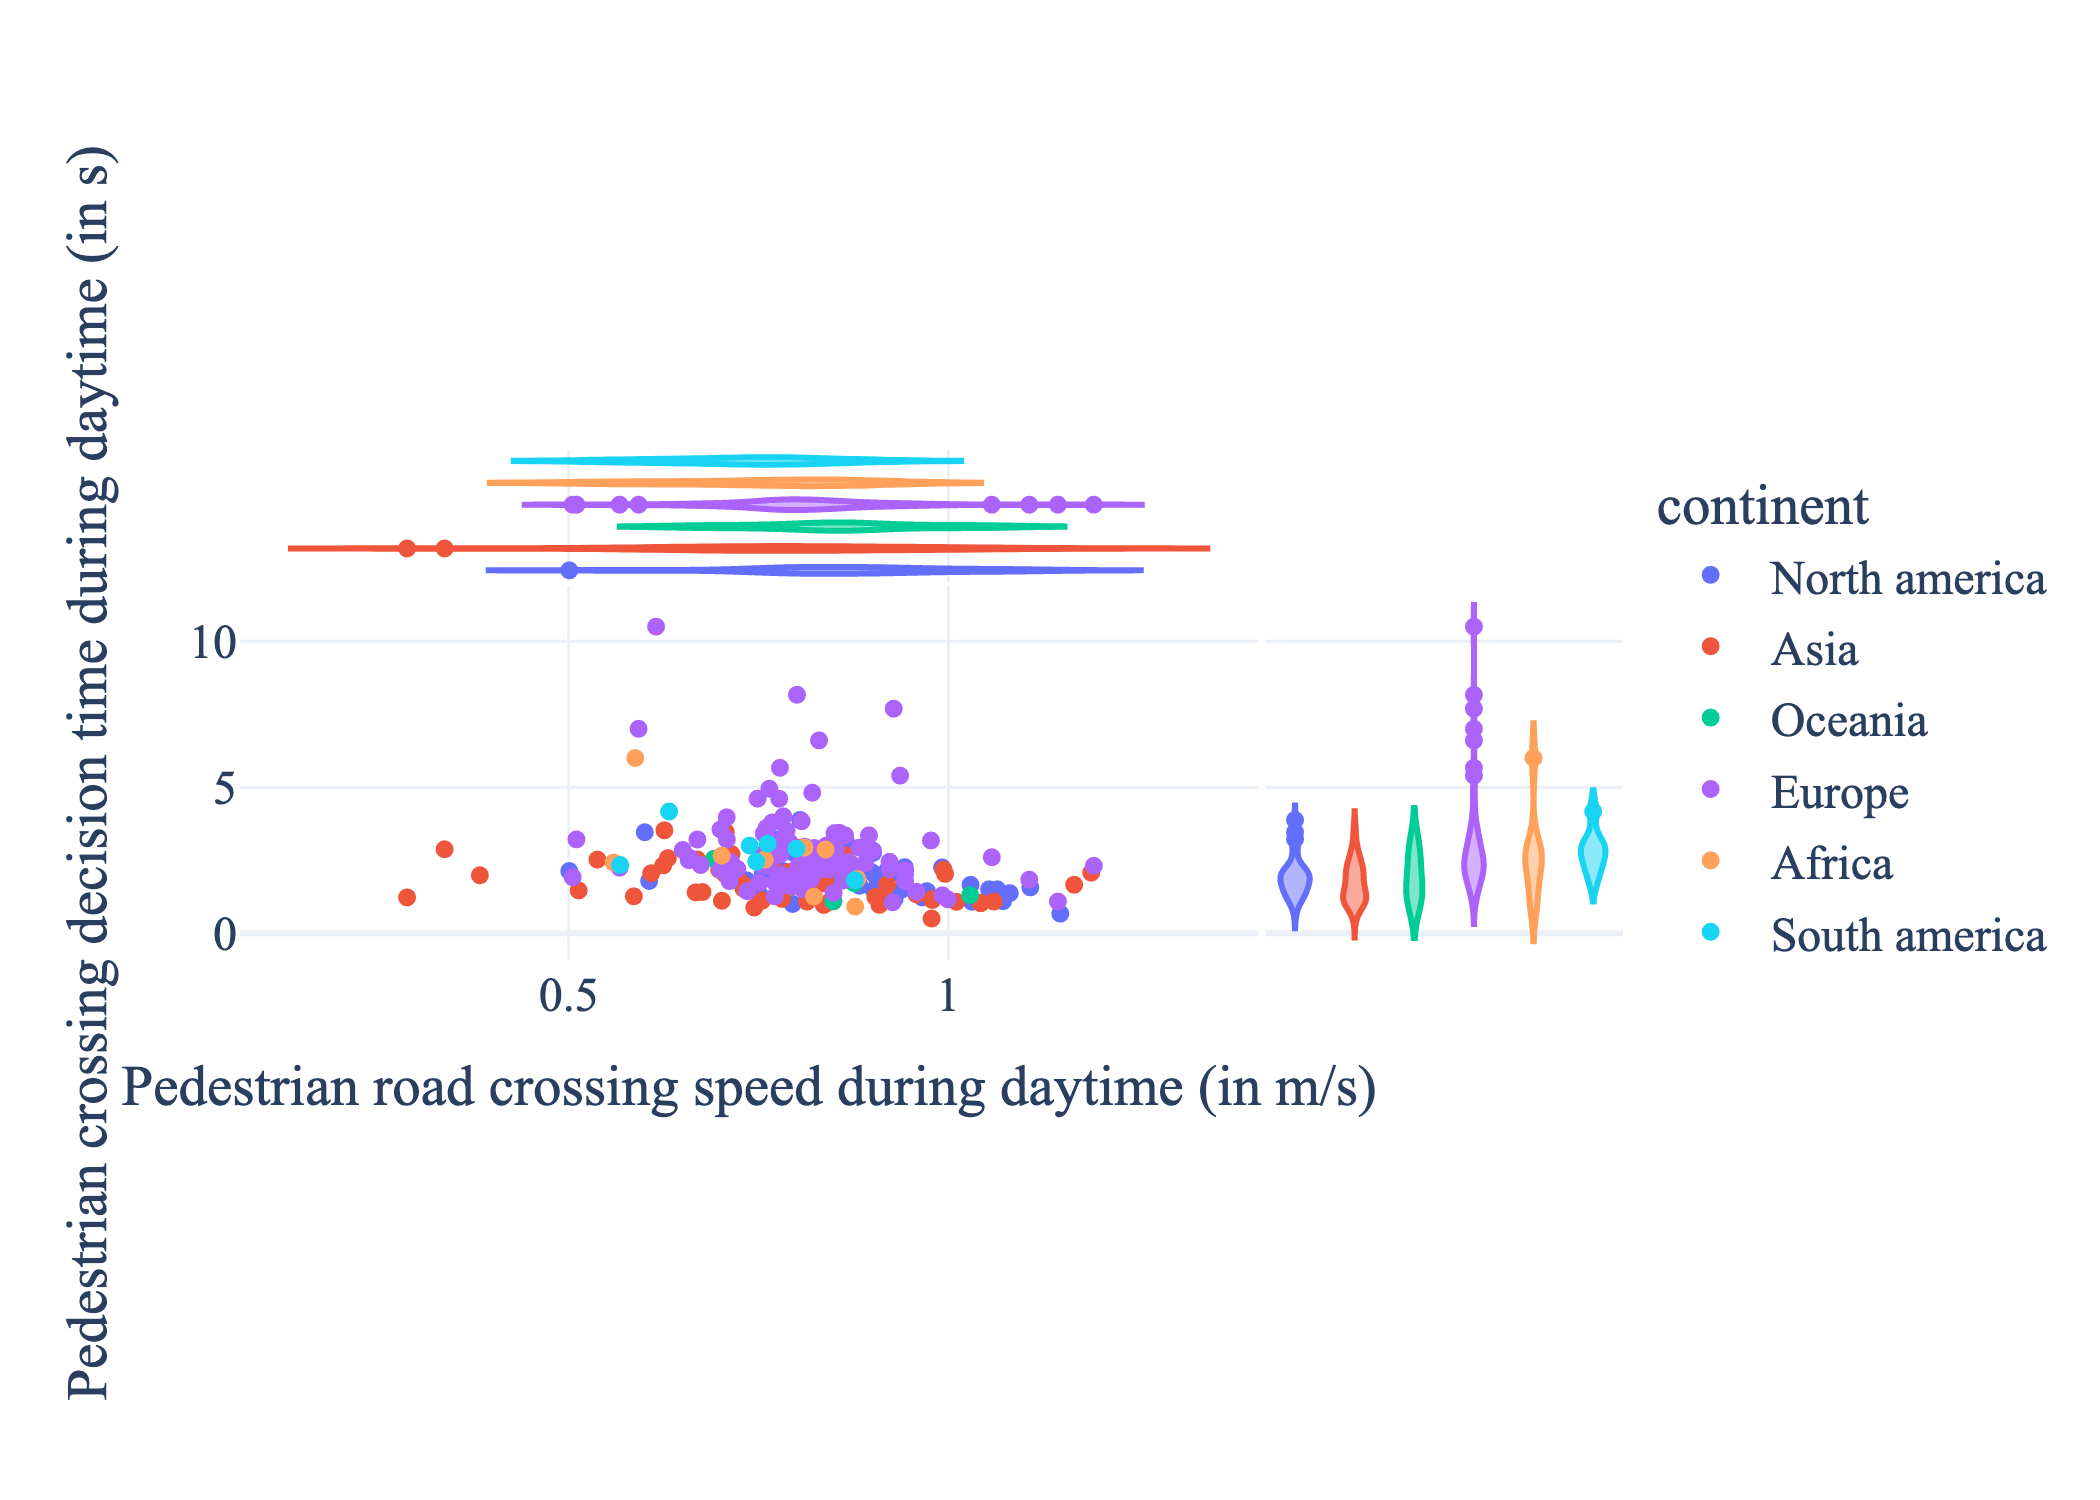 Pedestrian crossing decision time during daytime (in s)
10
5
0
0.5
1
Pedestrian road crossing speed during daytime (in m/s)
continent
North america
Asia
Oceania
Europe
Africa
South america